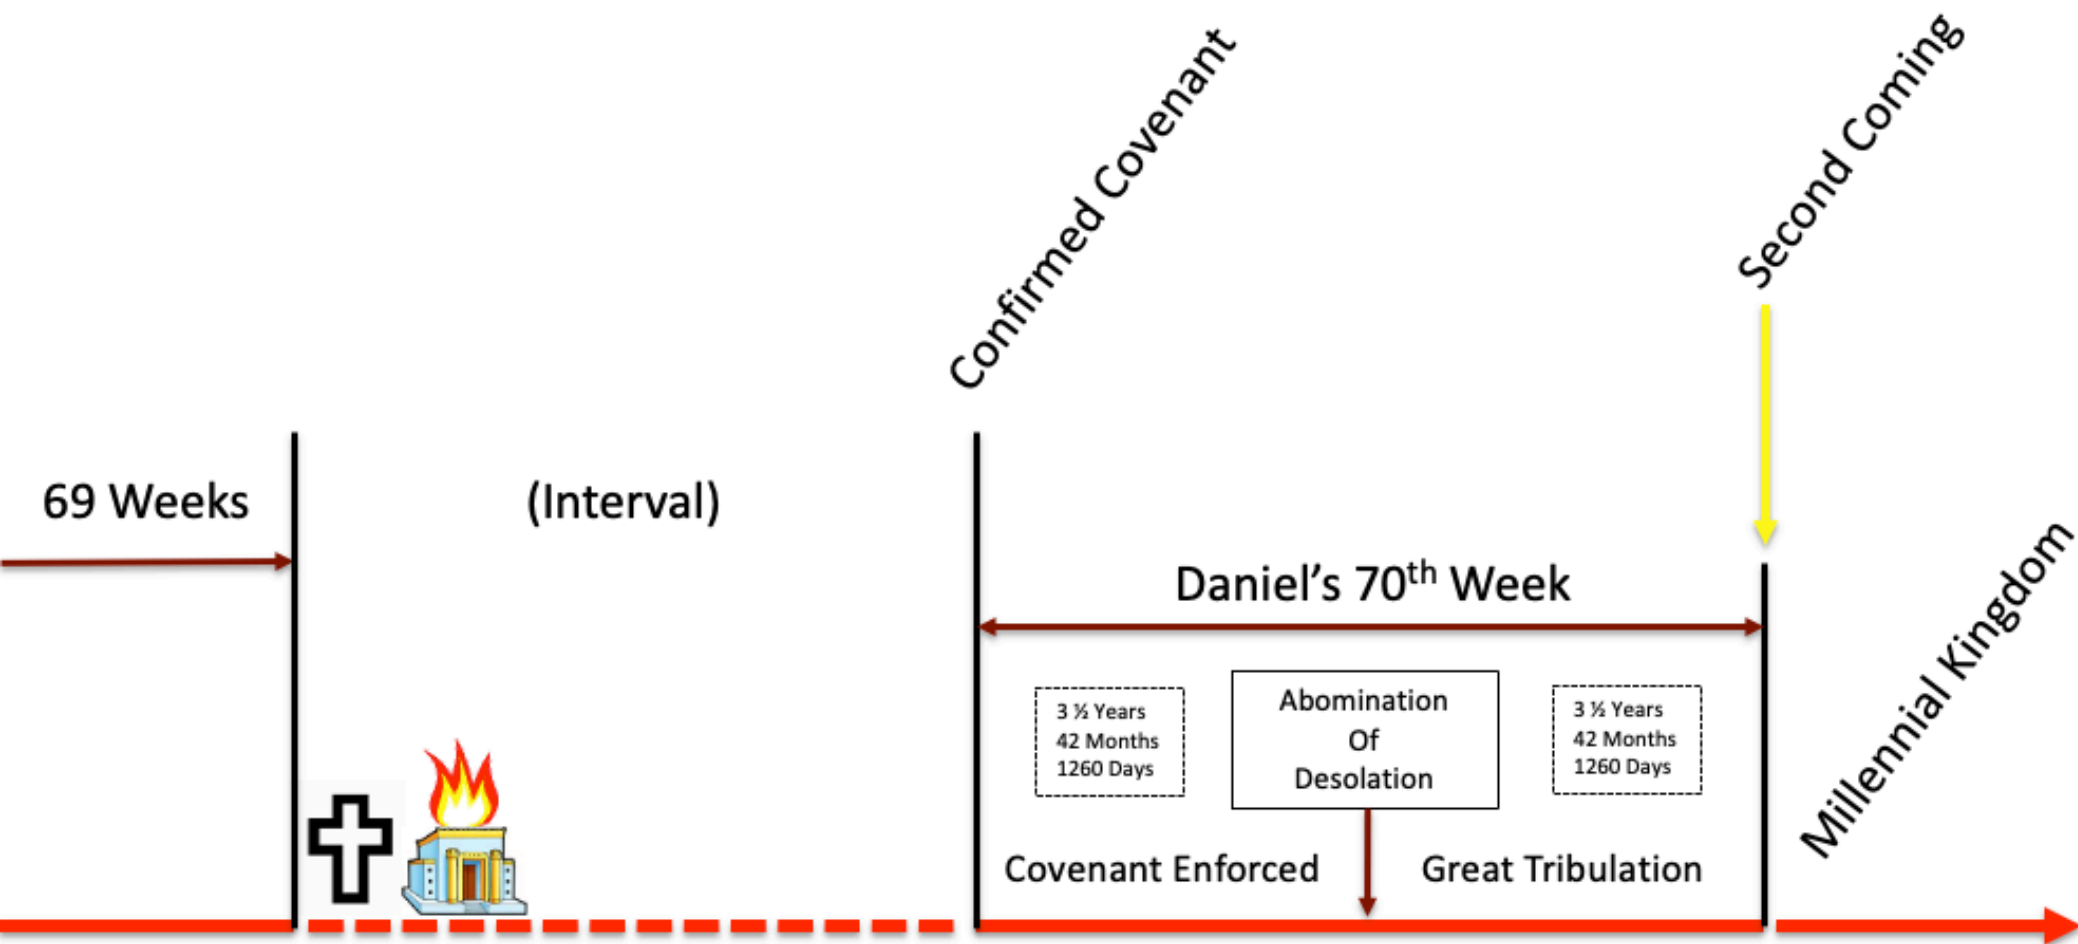 Confirmed Covenant
Second Coming
69 Weeks
(Interval)
Daniel’s 70th Week
Millennial Kingdom
3 ½ Years
42 Months
1260 Days
Abomination
Of
Desolation
3 ½ Years
42 Months
1260 Days
Covenant Enforced
Great Tribulation